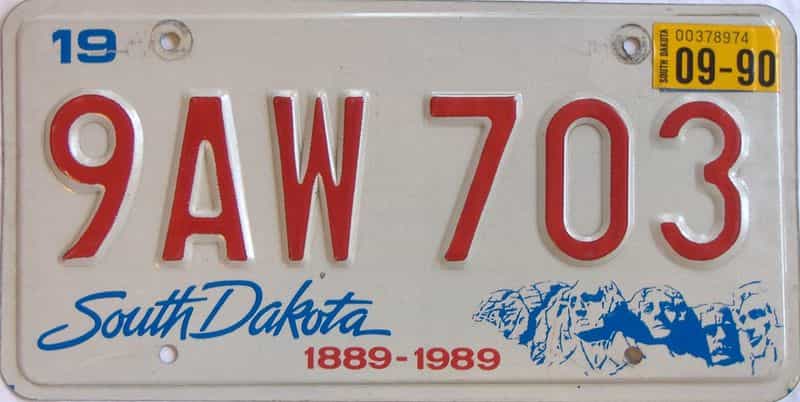 19
SOUTH DAKOTA
00378974
09-90
9AW 703
South Dakota
1889-1989